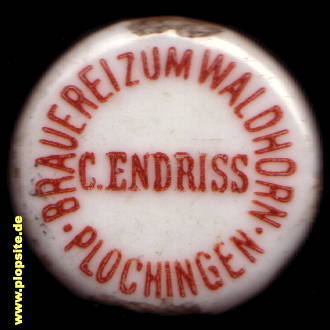 BRAUEREI ZUM WALDHORN
C. ENDRISS
· PLOCHINGEN ·
www.plopsite.de